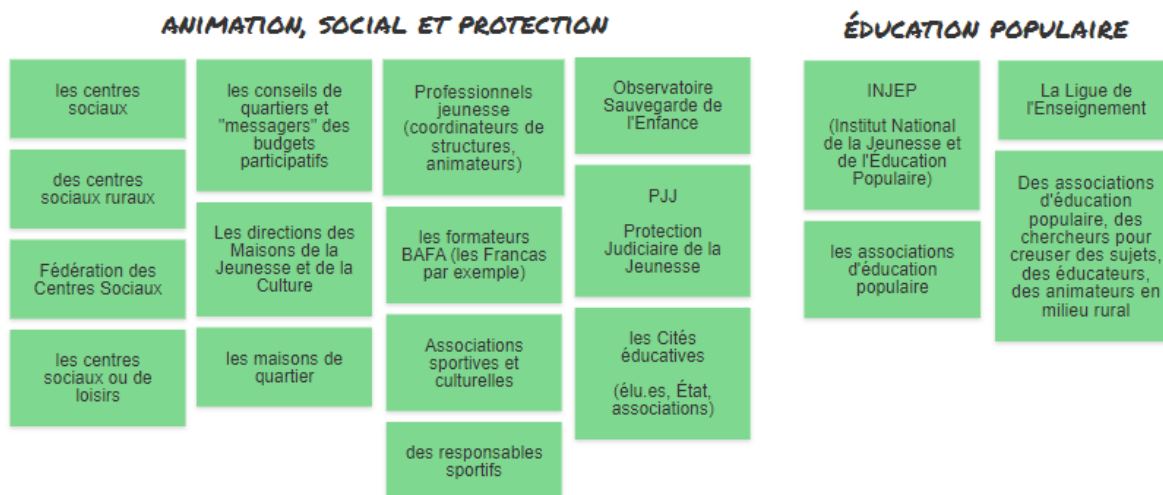 ANIMATION, SOCIAL ET PROTECTION
les centres
sociaux
des centres
sociaux ruraux
Fédération des
Centres Sociaux
les centres
sociaux ou de
loisirs
les conseils de
quartiers et
"messagers" des
budgets
participatifs
Les directions des
Maisons de la
Jeunesse et de la
Culture
les maisons de
quartier
Professionnels
jeunesse
(coordinateurs de
structures,
animateurs)
les formateurs
BAFA (les Francas
par exemple)
Associations
sportives et
culturelles
des responsables
sportifs
Observatoire
Sauvegarde de
l'Enfance
PJJ
Protection
Judiciaire de la
Jeunesse
les Cités
éducatives
(élu.es, État,
associations)
ÉDUCATION POPULAIRE
INJEP
(Institut National
de la Jeunesse et
de l'Éducation
Populaire)
les associations
d'éducation
populaire
La Ligue de
l'Enseignement
Des associations
d'éducation
populaire, des
chercheurs pour
creuser des sujets,
des éducateurs,
des animateurs en
milieu rural